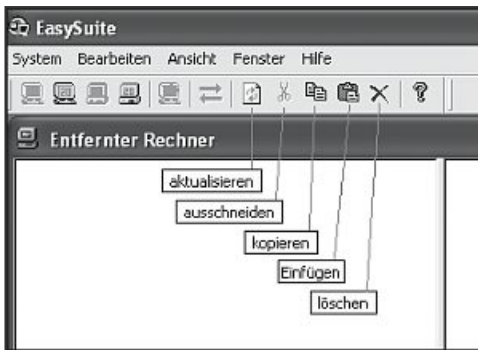 EasySuite
System Bearbeiten Ansicht Fenster Hilfe
Entfernter Rechner
aktualisieren
ausschneiden
kopieren
Einfügen
löschen